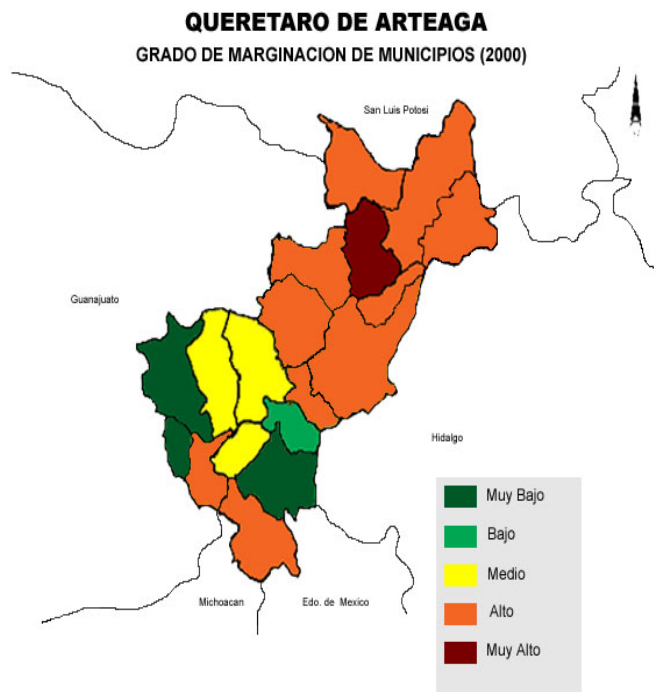 QUERETARO DE ARTEAGA
GRADO DE MARGINACION DE MUNICIPIOS (2000)
San Luis Potosi
Guanajuato
Hidalgo
Muy Bajo
Bajo
Medio
Alto
Muy Alto
Michoacan
Edo. de Mexico